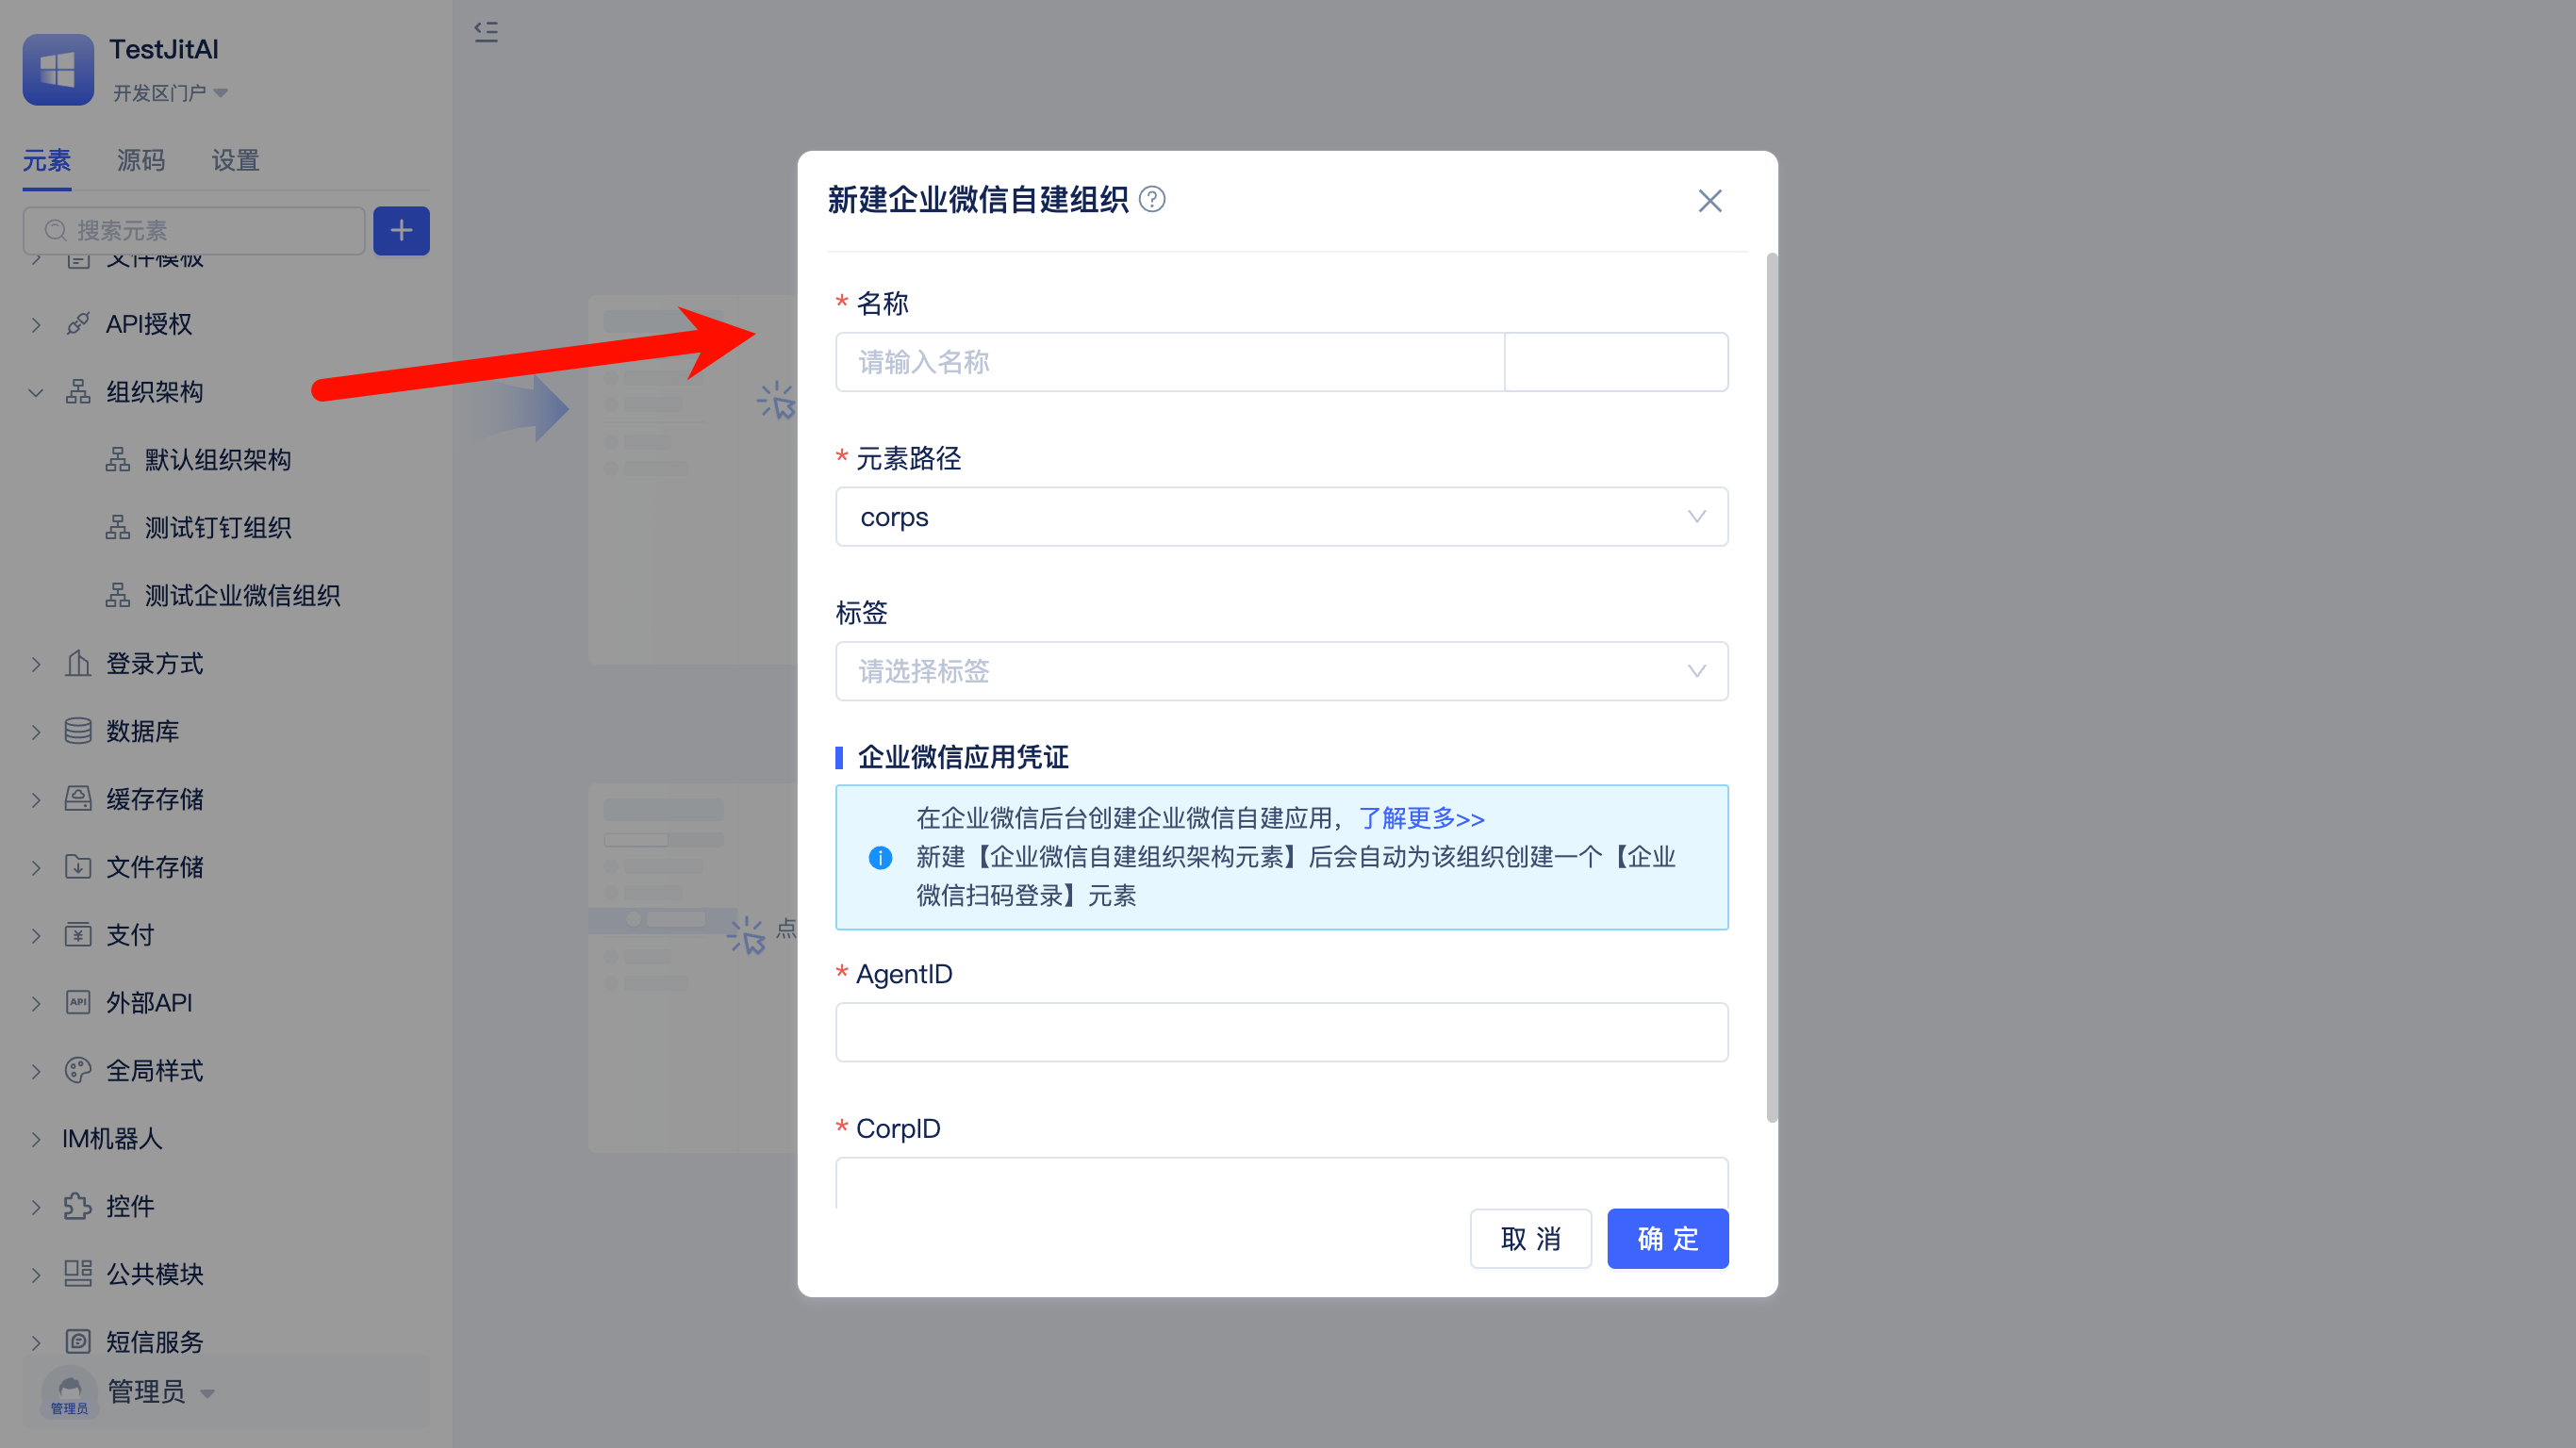 TestJitAI
开发区门户
元素 源码 设置
搜索元素
文件模板
API授权
组织架构
默认组织架构
测试钉钉组织
测试企业微信组织
登录方式
数据库
缓存存储
文件存储
支付
外部API
全局样式
IM机器人
控件
公共模块
短信服务
管理员
管理员
点
新建企业微信自建组织
* 名称
请输入名称
* 元素路径
corps
标签
请选择标签
企业微信应用凭证
在企业微信后台创建企业微信自建应用，了解更多>>
新建【企业微信自建组织架构元素】后会自动为该组织创建一个【企业
微信扫码登录】元素
* AgentID
* CorpID
取 消 确 定